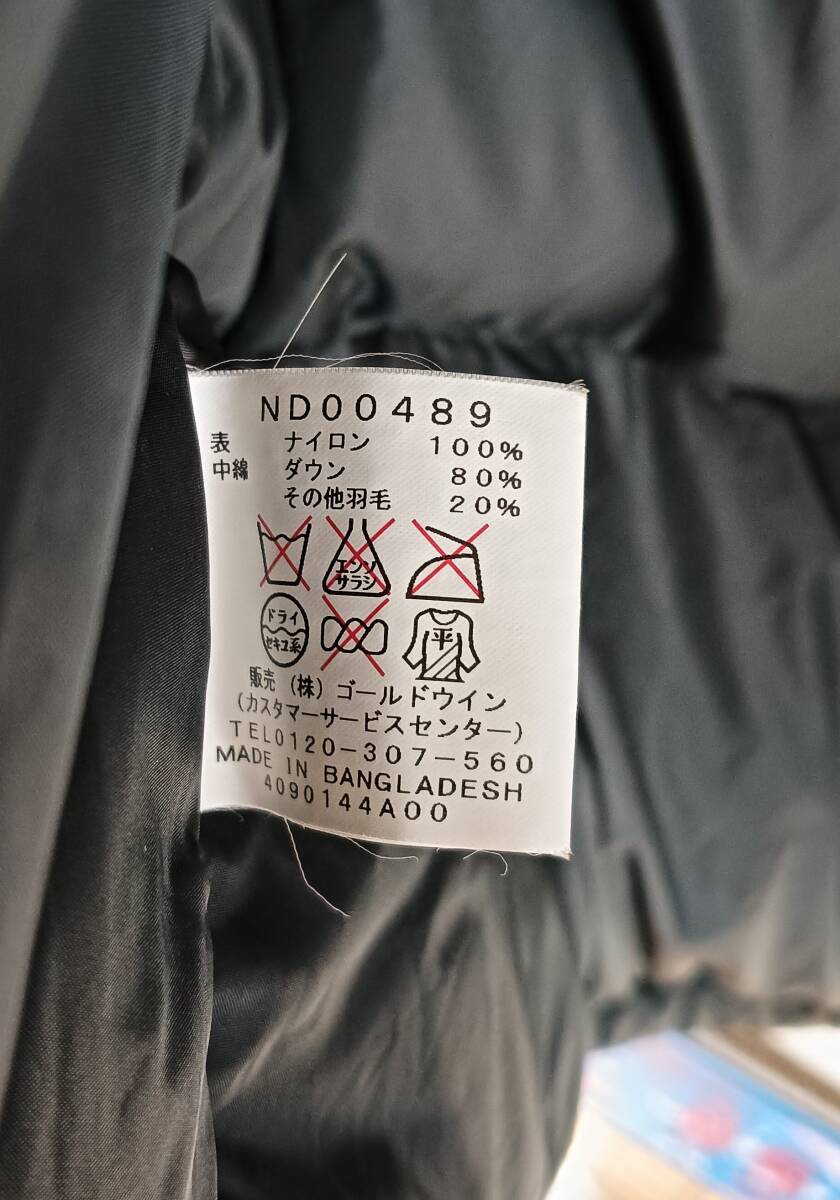 ND00489
表 ナイロン 100%
中綿 ダウン 80%
その他羽毛 20%
エンソ
サラシ
ドライ
セキユ系
平
販売 (株) ゴールドウイン
(カスタマーサービスセンター)
TEL0120-307-560
MADE IN BANGLADESH
4090144A00